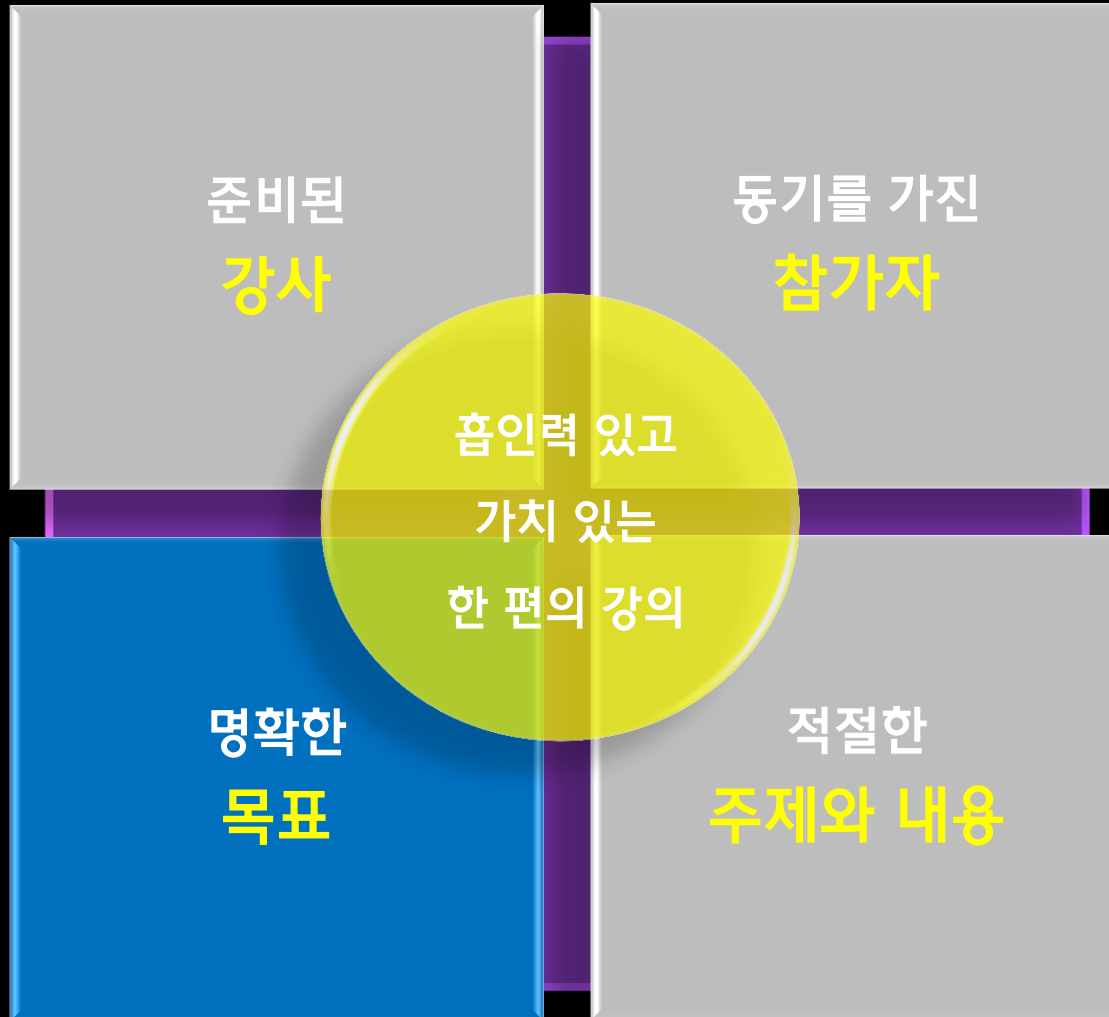 준비된
강사
동기를 가진
참가자
흡인력 있고
가치 있는
한 편의 강의
명확한
목표
적절한
주제와 내용